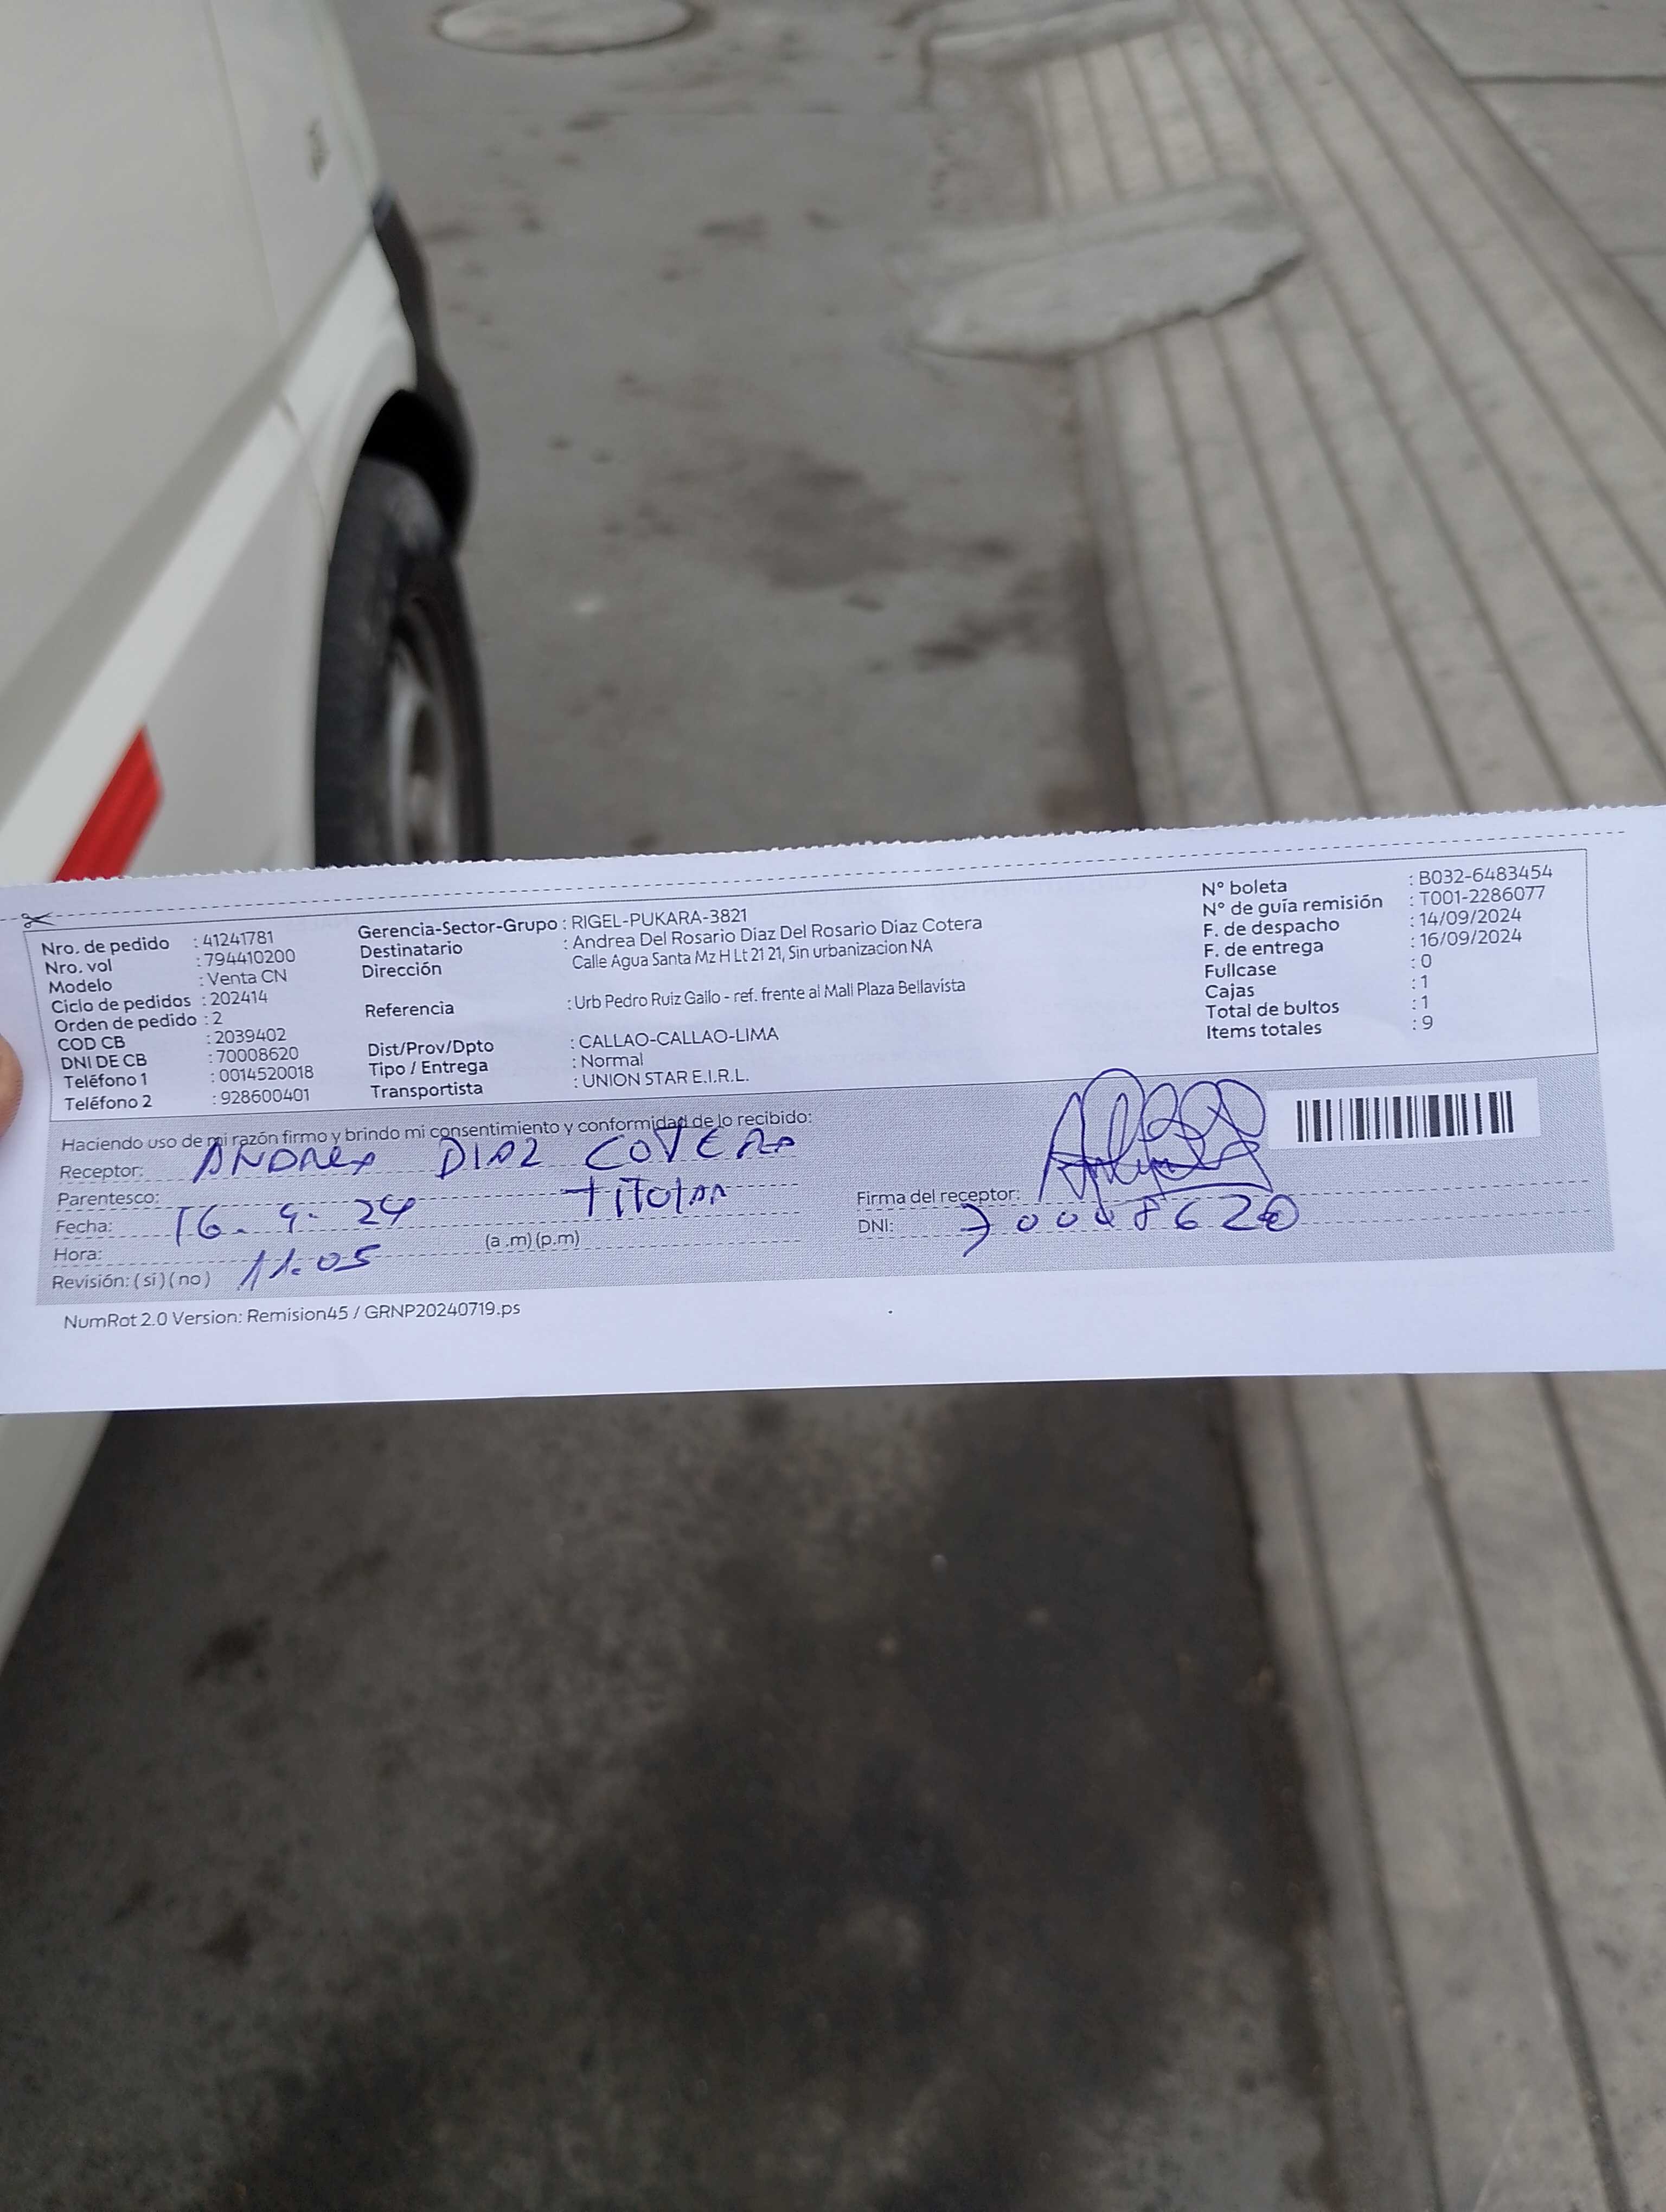 Nro. de pedido : 41241781
Nro. vol : 794410200
Modelo : Venta CN
Ciclo de pedidos : 202414
Orden de pedido : 2
COD CB : 2039402
DNI DE CB : 70008620
Teléfono 1 : 0014520018
Teléfono 2 : 928600401
Gerencia-Sector-Grupo : RIGEL-PUKARA-3821
Destinatario : Andrea Del Rosario Diaz Del Rosario Diaz Cotera
Dirección Calle Agua Santa Mz H Lt 21 21, Sin urbanizacion NA
Referencia : Urb Pedro Ruiz Gallo - ref. frente al Mall Plaza Bellavista
Dist/Prov/Dpto : CALLAO-CALLAO-LIMA
Tipo / Entrega : Normal
Transportista : UNION STAR E.I.R.L.
N° boleta : B032-6483454
N° de guía remisión : T001-2286077
F. de despacho : 14/09/2024
F. de entrega : 16/09/2024
Fullcase : 0
Cajas : 1
Total de bultos : 1
Items totales : 9
Haciendo uso de mi razón firmo y brindo mi consentimiento y conformidad de lo recibido:
Receptor: ANDREA DIAZ COTERA
Parentesco: TITULAR
Fecha: 16. 9. 24
Hora: 11.05 (a .m) (p.m)
Revisión: ( si ) ( no )
Firma del receptor:
DNI: 70008620
NumRot 2.0 Version: Remision45 / GRNP20240719.ps